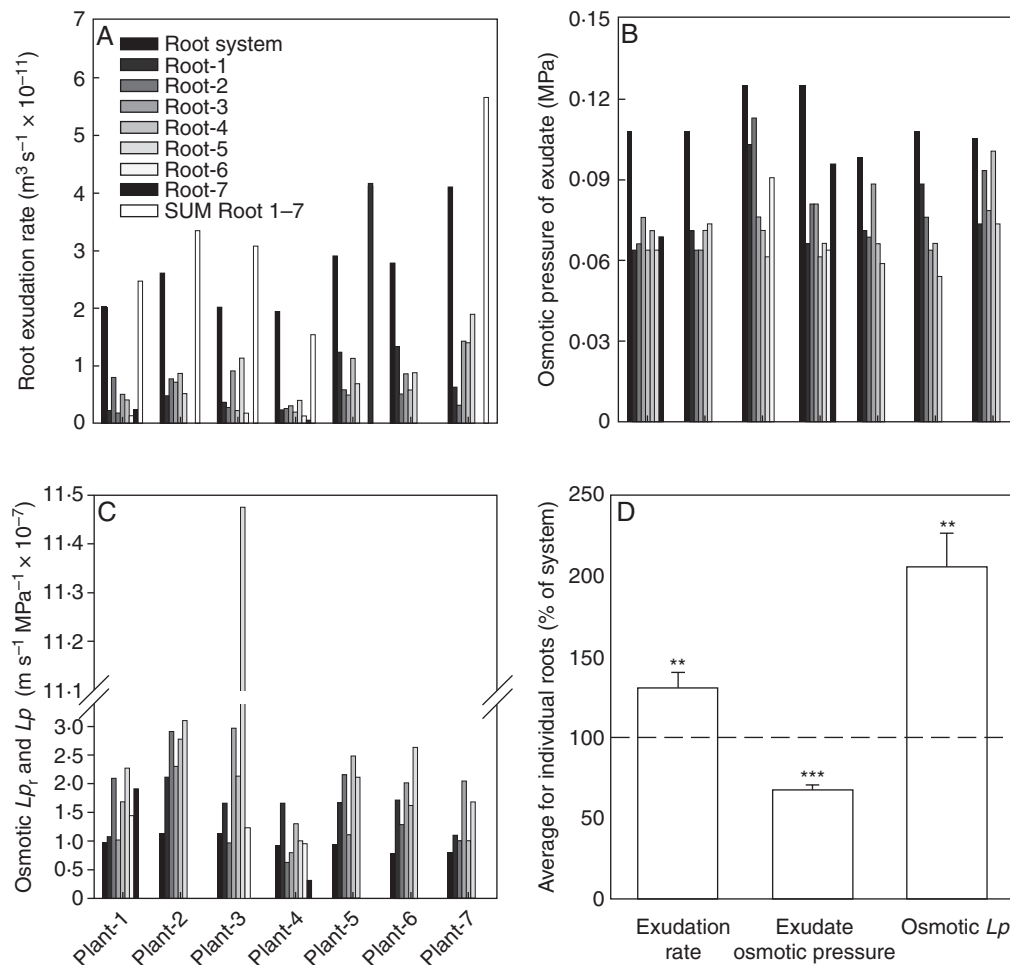 A
Root exudation rate (m³ s⁻¹ × 10⁻¹¹)
7
6
5
4
3
2
1
0
Root system
Root-1
Root-2
Root-3
Root-4
Root-5
Root-6
Root-7
SUM Root 1–7
B
Osmotic pressure of exudate (MPa)
0·15
0·12
0·09
0·06
0·03
0
C
Osmotic Lpᵣ and Lp (m s⁻¹ MPa⁻¹ × 10⁻⁷)
11·5
11·4
11·3
11·2
11·1
3·0
2·5
2·0
1·5
1·0
0·5
0
Plant-1
Plant-2
Plant-3
Plant-4
Plant-5
Plant-6
Plant-7
D
Average for individual roots (% of system)
250
200
150
100
50
0
**
***
**
Exudation
rate
Exudate
osmotic pressure
Osmotic Lp